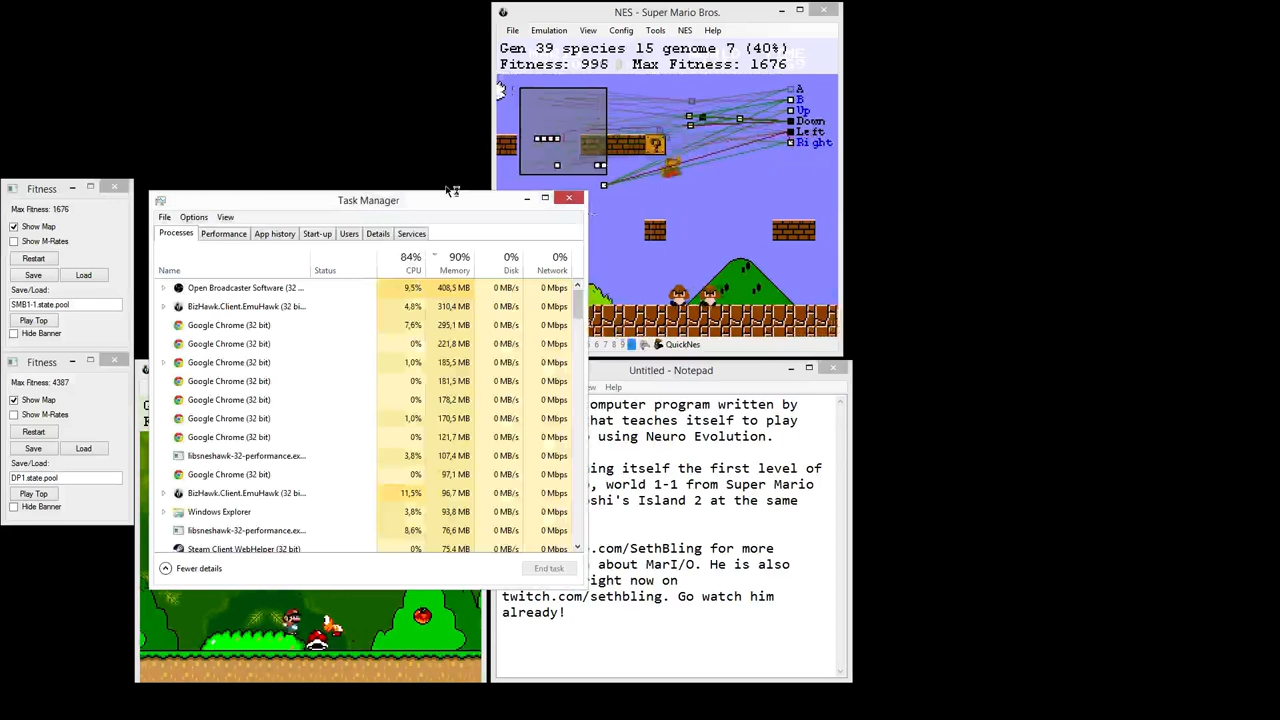 NES - Super Mario Bros.
File Emulation View Config Tools NES Help
Gen 39 species 15 genome 7 (40%)
Fitness: 995 Max Fitness: 1676
A
B
Up
Down
Left
Right
6 7 8 9 QuickNes
Fitness
Max Fitness: 1676
Show Map
Show M-Rates
Restart
Save Load
Save/Load:
SMB1-1.state.pool
Play Top
Hide Banner
Fitness
Max Fitness: 4387
Show Map
Show M-Rates
Restart
Save Load
Save/Load:
DP1.state.pool
Play Top
Hide Banner
Task Manager
File Options View
Processes Performance App history Start-up Users Details Services
84% 90% 0% 0%
Name Status CPU Memory Disk Network
Open Broadcaster Software (32 ... 9,5% 408,5 MB 0 MB/s 0 Mbps
BizHawk.Client.EmuHawk (32 bi... 4,8% 310,4 MB 0 MB/s 0 Mbps
Google Chrome (32 bit) 7,6% 295,1 MB 0 MB/s 0 Mbps
Google Chrome (32 bit) 0% 221,8 MB 0 MB/s 0 Mbps
Google Chrome (32 bit) 1,0% 185,5 MB 0 MB/s 0 Mbps
Google Chrome (32 bit) 0% 181,5 MB 0 MB/s 0 Mbps
Google Chrome (32 bit) 0% 178,2 MB 0 MB/s 0 Mbps
Google Chrome (32 bit) 1,0% 170,5 MB 0 MB/s 0 Mbps
Google Chrome (32 bit) 0% 121,7 MB 0 MB/s 0 Mbps
libsneshawk-32-performance.ex... 3,8% 107,4 MB 0 MB/s 0 Mbps
Google Chrome (32 bit) 0% 97,1 MB 0 MB/s 0 Mbps
BizHawk.Client.EmuHawk (32 bi... 11,5% 96,7 MB 0 MB/s 0 Mbps
Windows Explorer 3,8% 93,8 MB 0 MB/s 0 Mbps
libsneshawk-32-performance.ex... 8,6% 76,6 MB 0 MB/s 0 Mbps
Steam Client WebHelper (32 bit) 0% 75,4 MB 0 MB/s 0 Mbps
Fewer details End task
Untitled - Notepad
Help
computer program written by
that teaches itself to play
using Neuro Evolution.
itself the first level of
world 1-1 from Super Mario
Island 2 at the same
.com/SethBling for more
about MarI/O. He is also
right now on
twitch.com/sethbling. Go watch him
already!